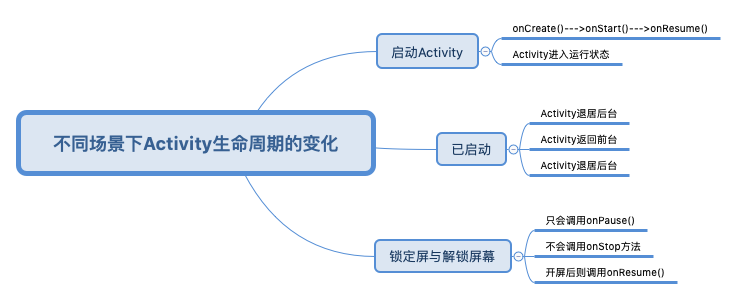 不同场景下Activity生命周期的变化
启动Activity
onCreate()--->onStart()--->onResume()
Activity进入运行状态
已启动
Activity退居后台
Activity返回前台
Activity退居后台
锁定屏与解锁屏幕
只会调用onPause()
不会调用onStop方法
开屏后则调用onResume()